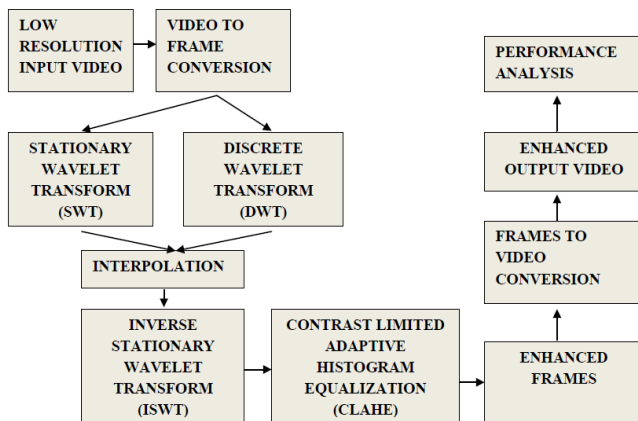 LOW
RESOLUTION
INPUT VIDEO
VIDEO TO
FRAME
CONVERSION
STATIONARY
WAVELET
TRANSFORM
(SWT)
DISCRETE
WAVELET
TRANSFORM
(DWT)
INTERPOLATION
INVERSE
STATIONARY
WAVELET
TRANSFORM
(ISWT)
CONTRAST LIMITED
ADAPTIVE
HISTOGRAM
EQUALIZATION
(CLAHE)
ENHANCED
FRAMES
FRAMES TO
VIDEO
CONVERSION
ENHANCED
OUTPUT VIDEO
PERFORMANCE
ANALYSIS